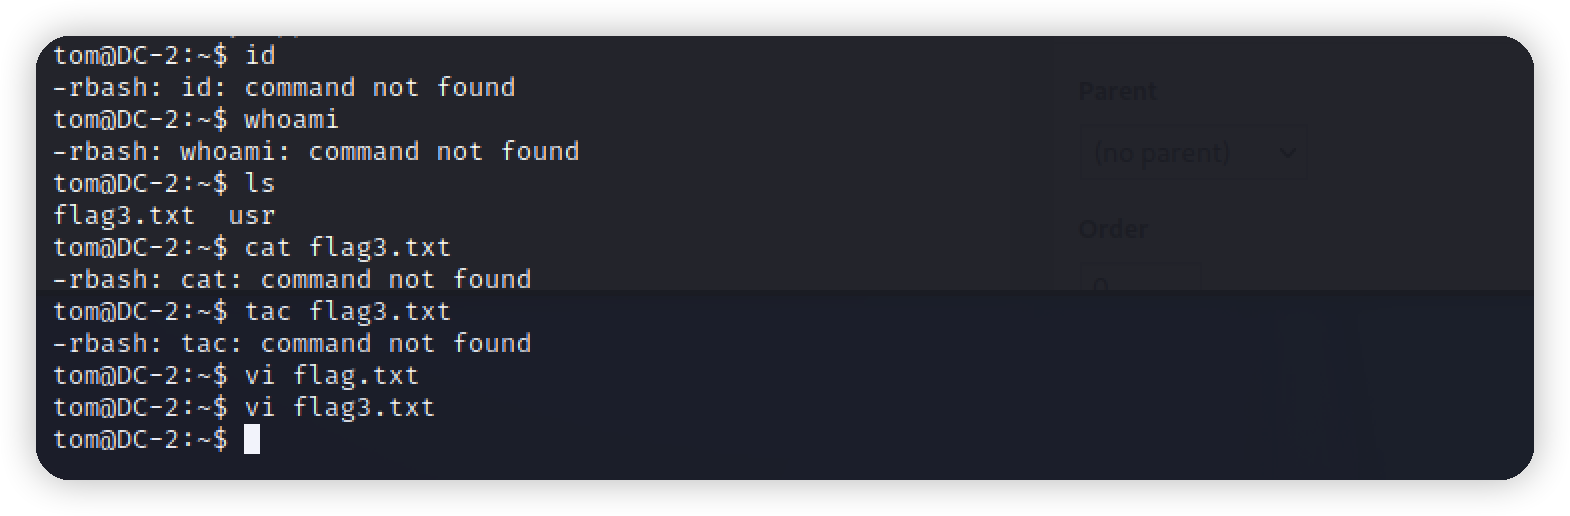 tom@DC-2:~$ id
-rbash: id: command not found
tom@DC-2:~$ whoami
-rbash: whoami: command not found
tom@DC-2:~$ ls
flag3.txt  usr
tom@DC-2:~$ cat flag3.txt
-rbash: cat: command not found
tom@DC-2:~$ tac flag3.txt
-rbash: tac: command not found
tom@DC-2:~$ vi flag.txt
tom@DC-2:~$ vi flag3.txt
tom@DC-2:~$
Parent
(no parent)
Order